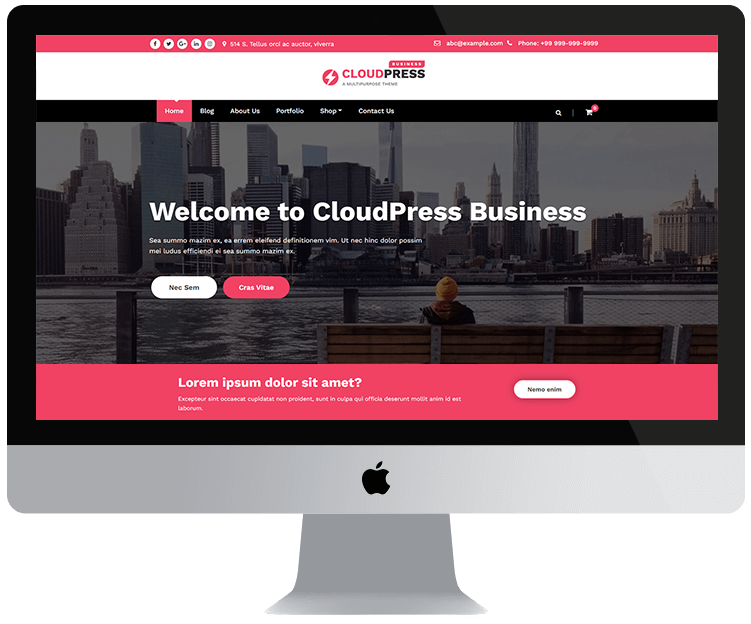 514 S. Tellus orci ac auctor, viverra
abc@example.com
Phone: +99 999-999-9999
BUSINESS
CLOUDPRESS
A MULTIPURPOSE THEME
Home Blog About Us Portfolio Shop Contact Us
0
Welcome to CloudPress Business
Sea summo mazim ex, ea errem eleifend definitionem vim. Ut nec hinc dolor possim
mei ludus efficiendi ei sea summo mazim ex.
Nec Sem Cras Vitae
Lorem ipsum dolor sit amet?
Excepteur sint occaecat cupidatat non proident, sunt in culpa qui officia deserunt mollit anim id est
laborum.
Nemo enim